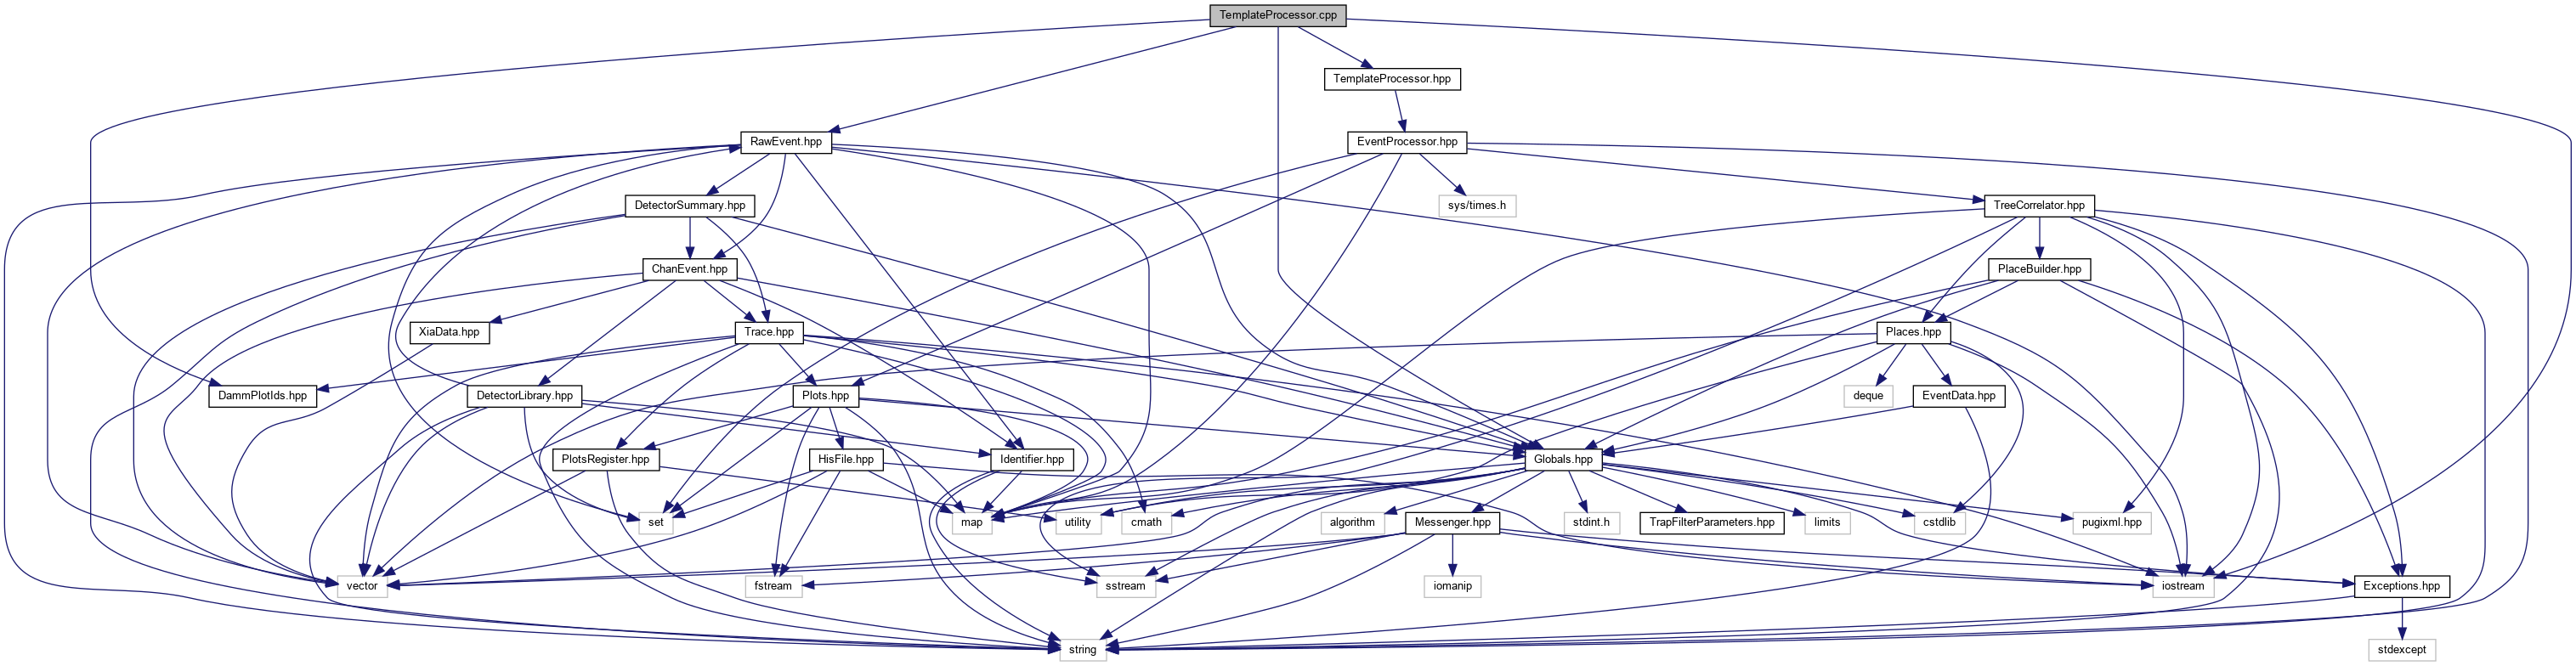 TemplateProcessor.cpp
TemplateProcessor.hpp
RawEvent.hpp
EventProcessor.hpp
DetectorSummary.hpp
sys/times.h
TreeCorrelator.hpp
ChanEvent.hpp
PlaceBuilder.hpp
XiaData.hpp
Trace.hpp
Places.hpp
DammPlotIds.hpp
DetectorLibrary.hpp
Plots.hpp
deque
EventData.hpp
PlotsRegister.hpp
HisFile.hpp
Identifier.hpp
Globals.hpp
set
map
utility
cmath
algorithm
Messenger.hpp
stdint.h
TrapFilterParameters.hpp
limits
cstdlib
pugixml.hpp
vector
fstream
sstream
iomanip
iostream
Exceptions.hpp
string
stdexcept